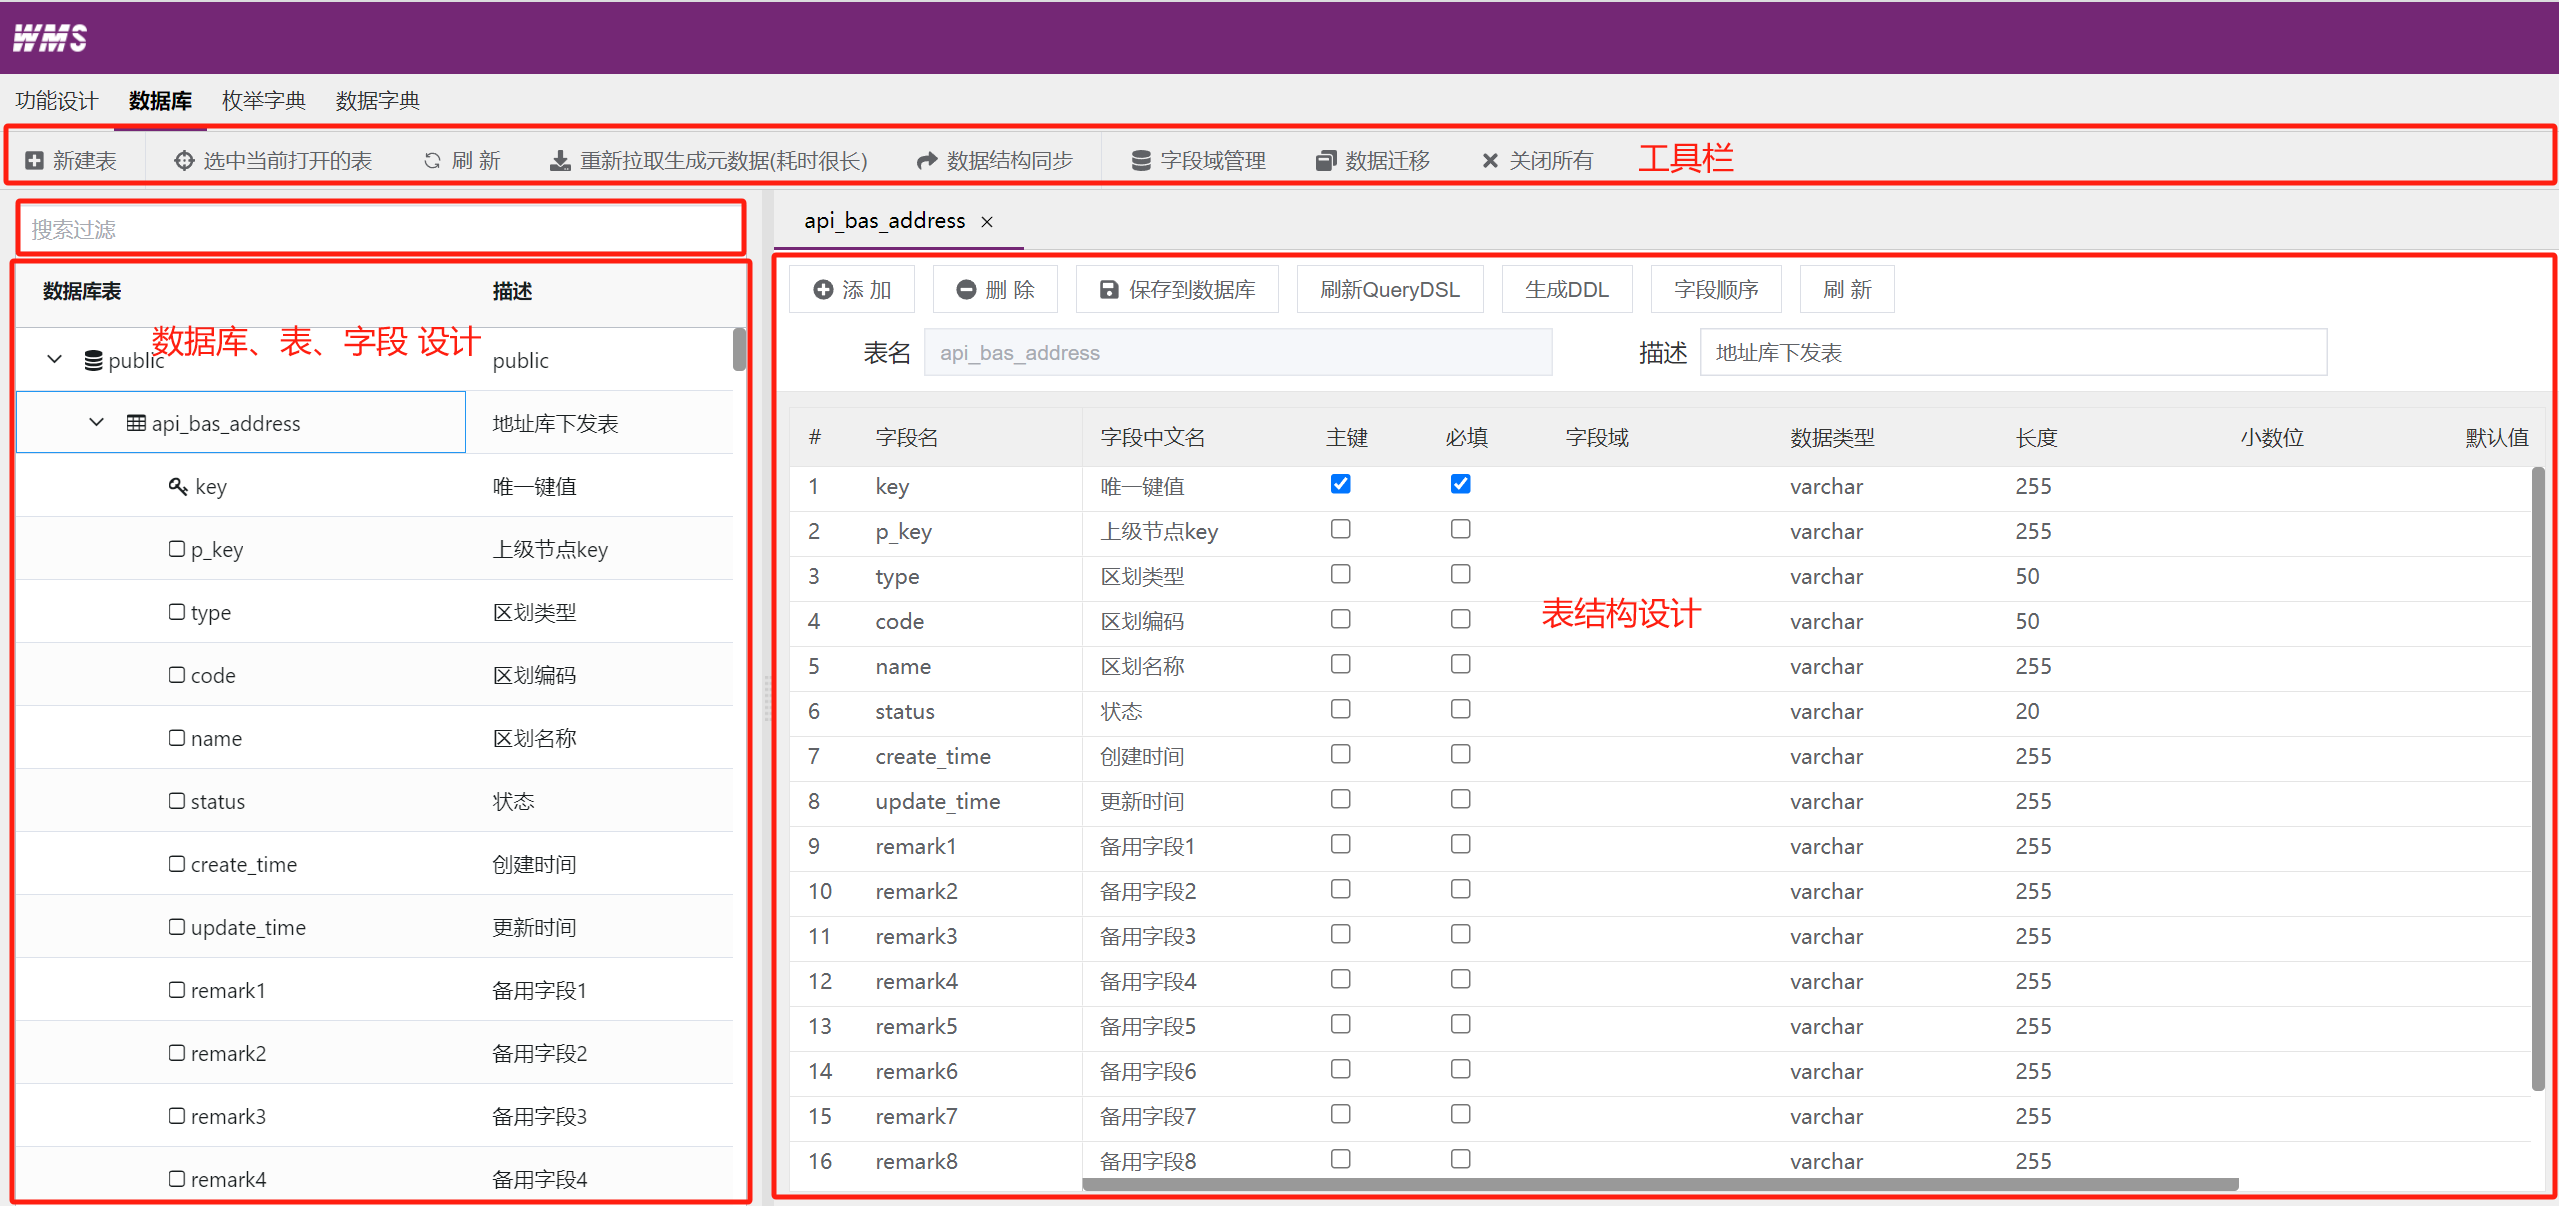 WMS
功能设计 数据库 枚举字典 数据字典
新建表 选中当前打开的表 刷 新 重新拉取生成元数据(耗时很长) 数据结构同步 字段域管理 数据迁移 关闭所有 工具栏
搜索过滤
数据库表 描述
数据库、表、字段 设计
public public
api_bas_address 地址库下发表
key 唯一键值
p_key 上级节点key
type 区划类型
code 区划编码
name 区划名称
status 状态
create_time 创建时间
update_time 更新时间
remark1 备用字段1
remark2 备用字段2
remark3 备用字段3
remark4 备用字段4
api_bas_address ×
添 加 删 除 保存到数据库 刷新QueryDSL 生成DDL 字段顺序 刷 新
表名 api_bas_address 描述 地址库下发表
# 字段名 字段中文名 主键 必填 字段域 数据类型 长度 小数位 默认值
1 key 唯一键值 varchar 255
2 p_key 上级节点key varchar 255
3 type 区划类型 varchar 50
表结构设计
4 code 区划编码 varchar 50
5 name 区划名称 varchar 255
6 status 状态 varchar 20
7 create_time 创建时间 varchar 255
8 update_time 更新时间 varchar 255
9 remark1 备用字段1 varchar 255
10 remark2 备用字段2 varchar 255
11 remark3 备用字段3 varchar 255
12 remark4 备用字段4 varchar 255
13 remark5 备用字段5 varchar 255
14 remark6 备用字段6 varchar 255
15 remark7 备用字段7 varchar 255
16 remark8 备用字段8 varchar 255